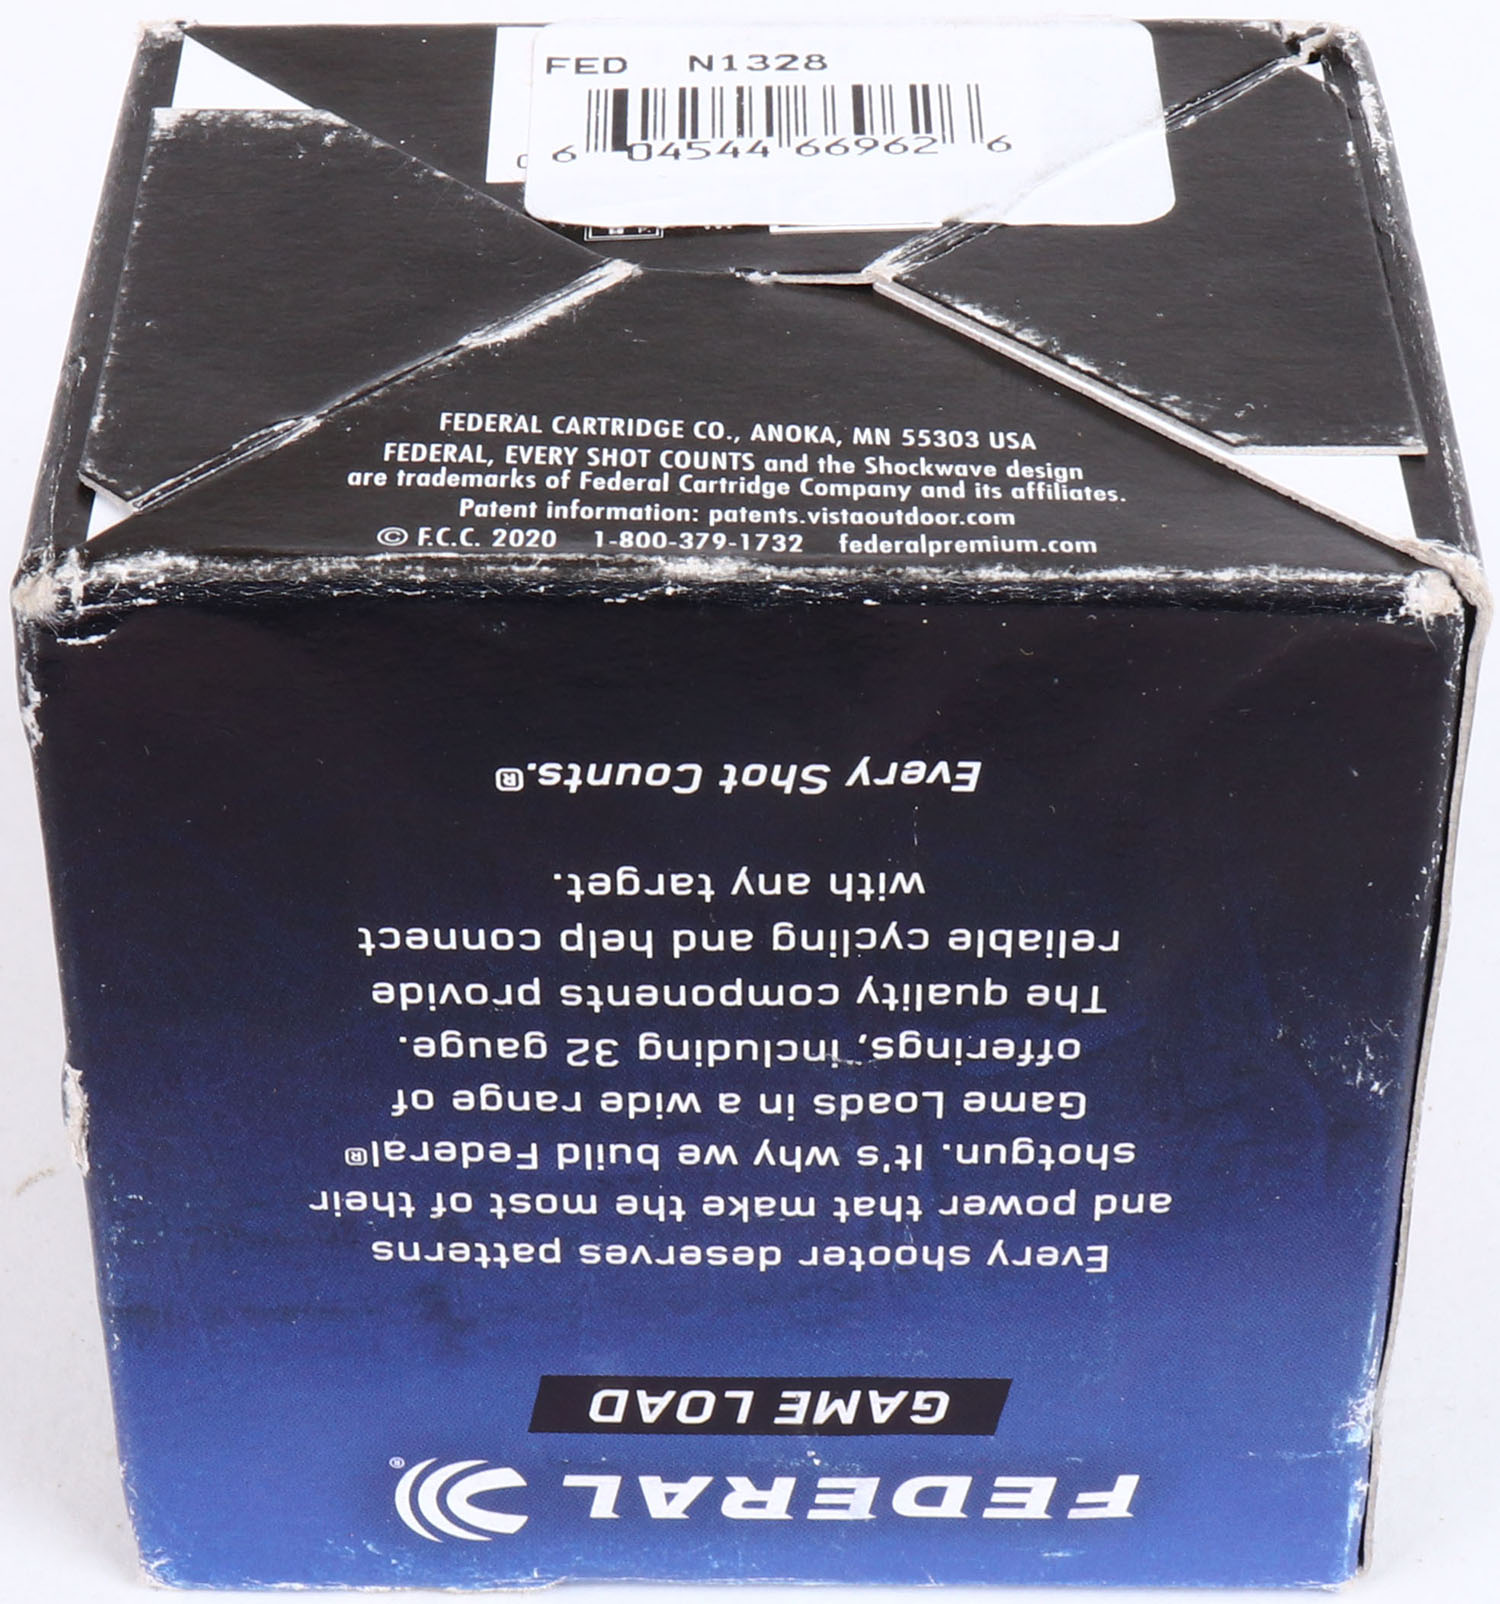 FED N1328
6 04544 66962 6
FEDERAL CARTRIDGE CO., ANOKA, MN 55303 USA
FEDERAL, EVERY SHOT COUNTS and the Shockwave design
are trademarks of Federal Cartridge Company and its affiliates.
Patent information: patents.vistaoutdoor.com
© F.C.C. 2020 1-800-379-1732 federalpremium.com
FEDERAL ®
GAME LOAD
Every shooter deserves patterns
and power that make the most of their
shotgun. It's why we build Federal®
Game Loads in a wide range of
offerings, including 32 gauge.
The quality components provide
reliable cycling and help connect
with any target.
Every Shot Counts.®